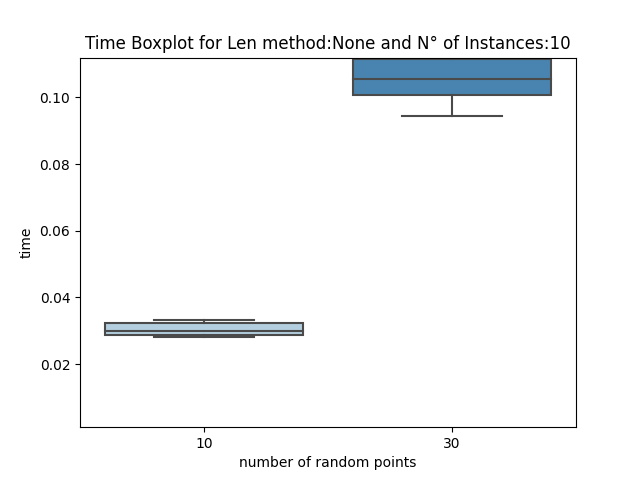 Time Boxplot for Len method:None and N° of Instances:10
0.10
0.08
0.06
0.04
0.02
time
10 30
number of random points